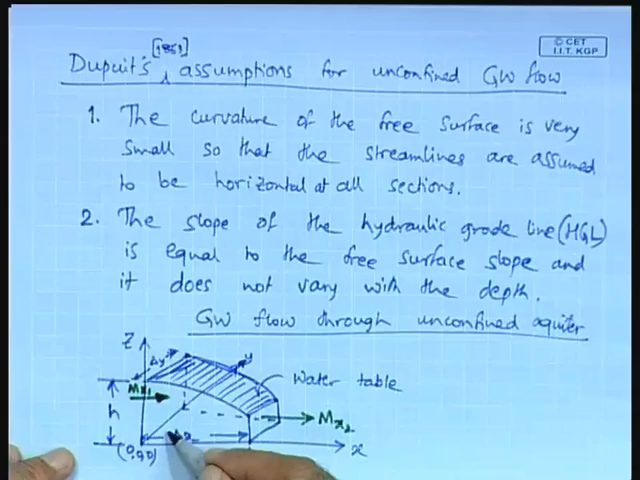 [1863]
© CET
I.I.T. KGP
Dupuit's assumptions for unconfined GW flow
1. The curvature of the free surface is very
small so that the streamlines are assumed
to be horizontal at all sections.
2. The slope of the hydraulic grade line (HGL)
is equal to the free surface slope and
it does not vary with the depth.
GW flow through unconfined aquifer
Z
Δy
y
Water table
Mx1
h
Mx2
(0,0,0)
x